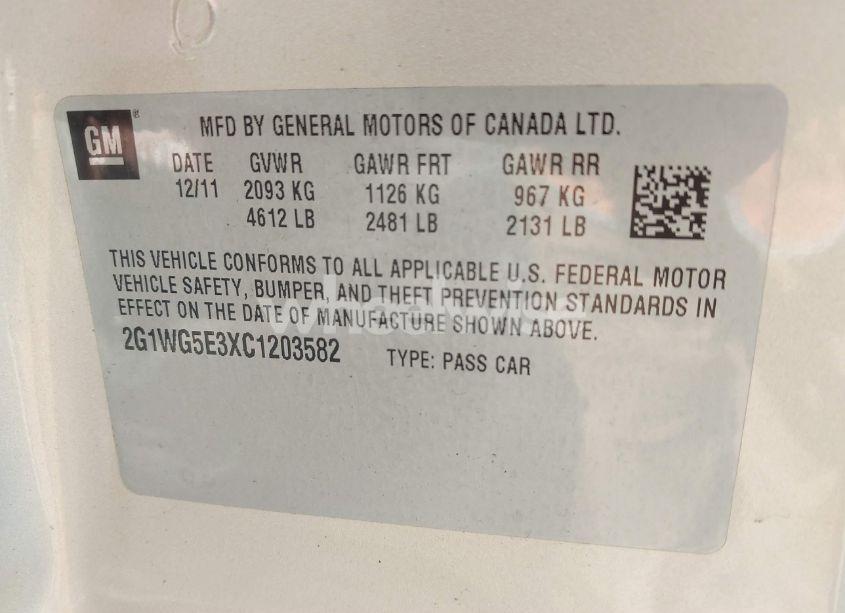 GM
MFD BY GENERAL MOTORS OF CANADA LTD.
DATE GVWR GAWR FRT GAWR RR
12/11 2093 KG 1126 KG 967 KG
4612 LB 2481 LB 2131 LB
THIS VEHICLE CONFORMS TO ALL APPLICABLE U.S. FEDERAL MOTOR
VEHICLE SAFETY, BUMPER, AND THEFT PREVENTION STANDARDS IN
EFFECT ON THE DATE OF MANUFACTURE SHOWN ABOVE.
2G1WG5E3XC1203582 TYPE: PASS CAR